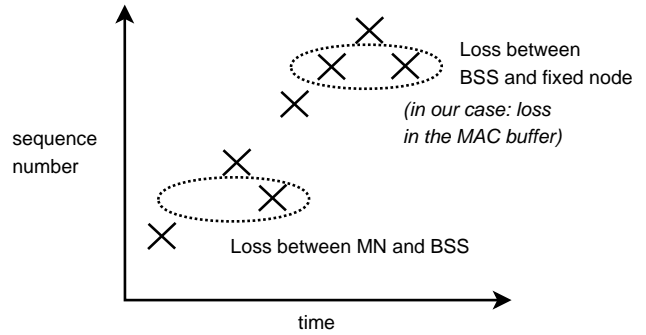 Loss between
BSS and fixed node
(in our case: loss
in the MAC buffer)
sequence
number
Loss between MN and BSS
time